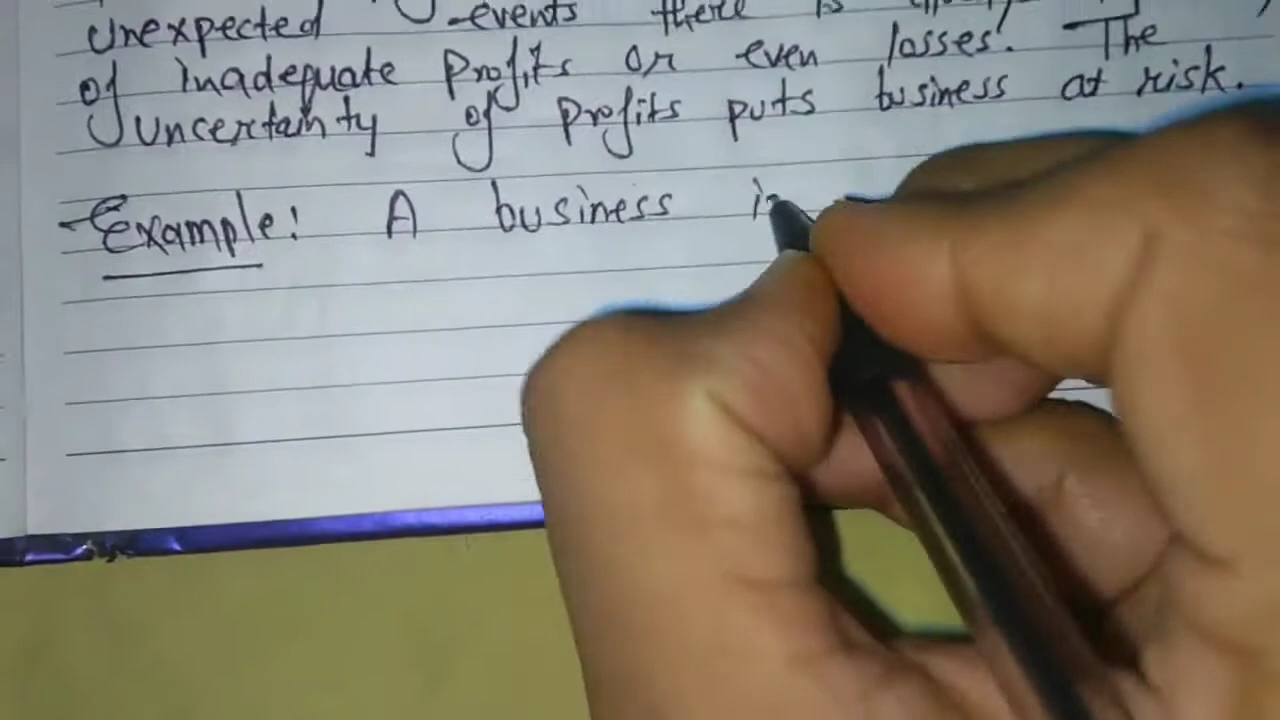 unexpected events there is
of inadequate profits or even losses. The
uncertainty of profits puts business at risk.
Example: A business